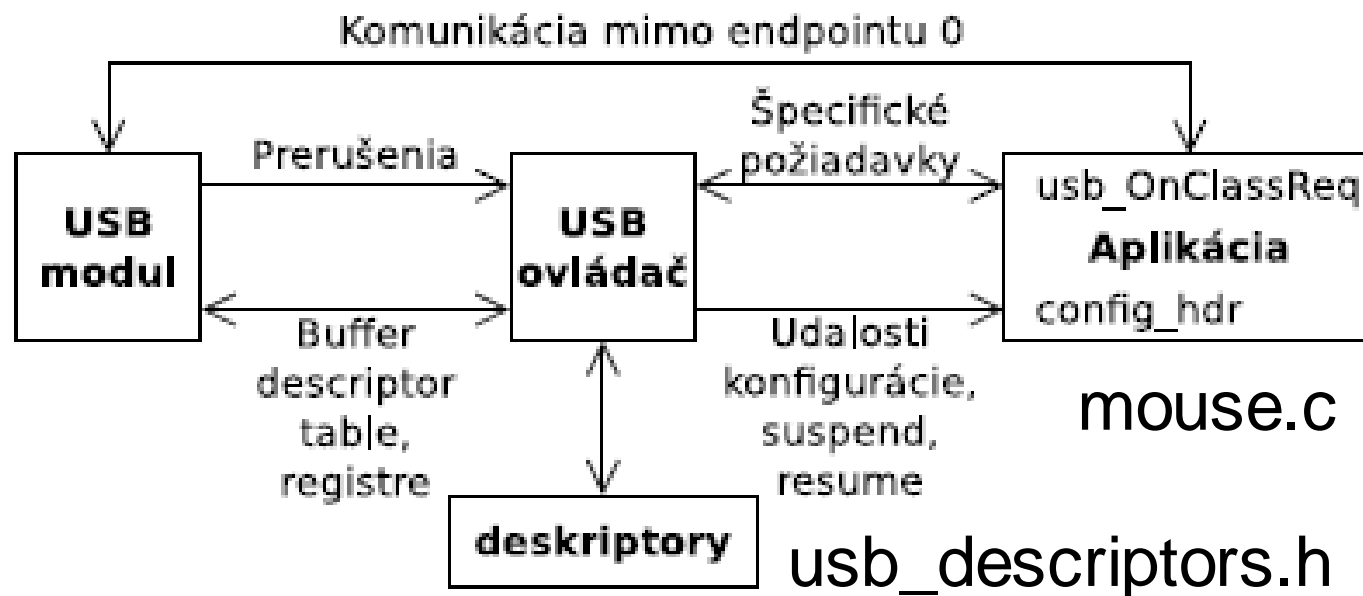 Komunikácia mimo endpointu 0
Prerušenia
Špecifické
požiadavky
USB
modul
USB
ovládač
usb_OnClassReq
Aplikácia
config_hdr
Buffer
descriptor
table,
registre
Udalosti
konfigurácie,
suspend,
resume
mouse.c
deskriptory
usb_descriptors.h